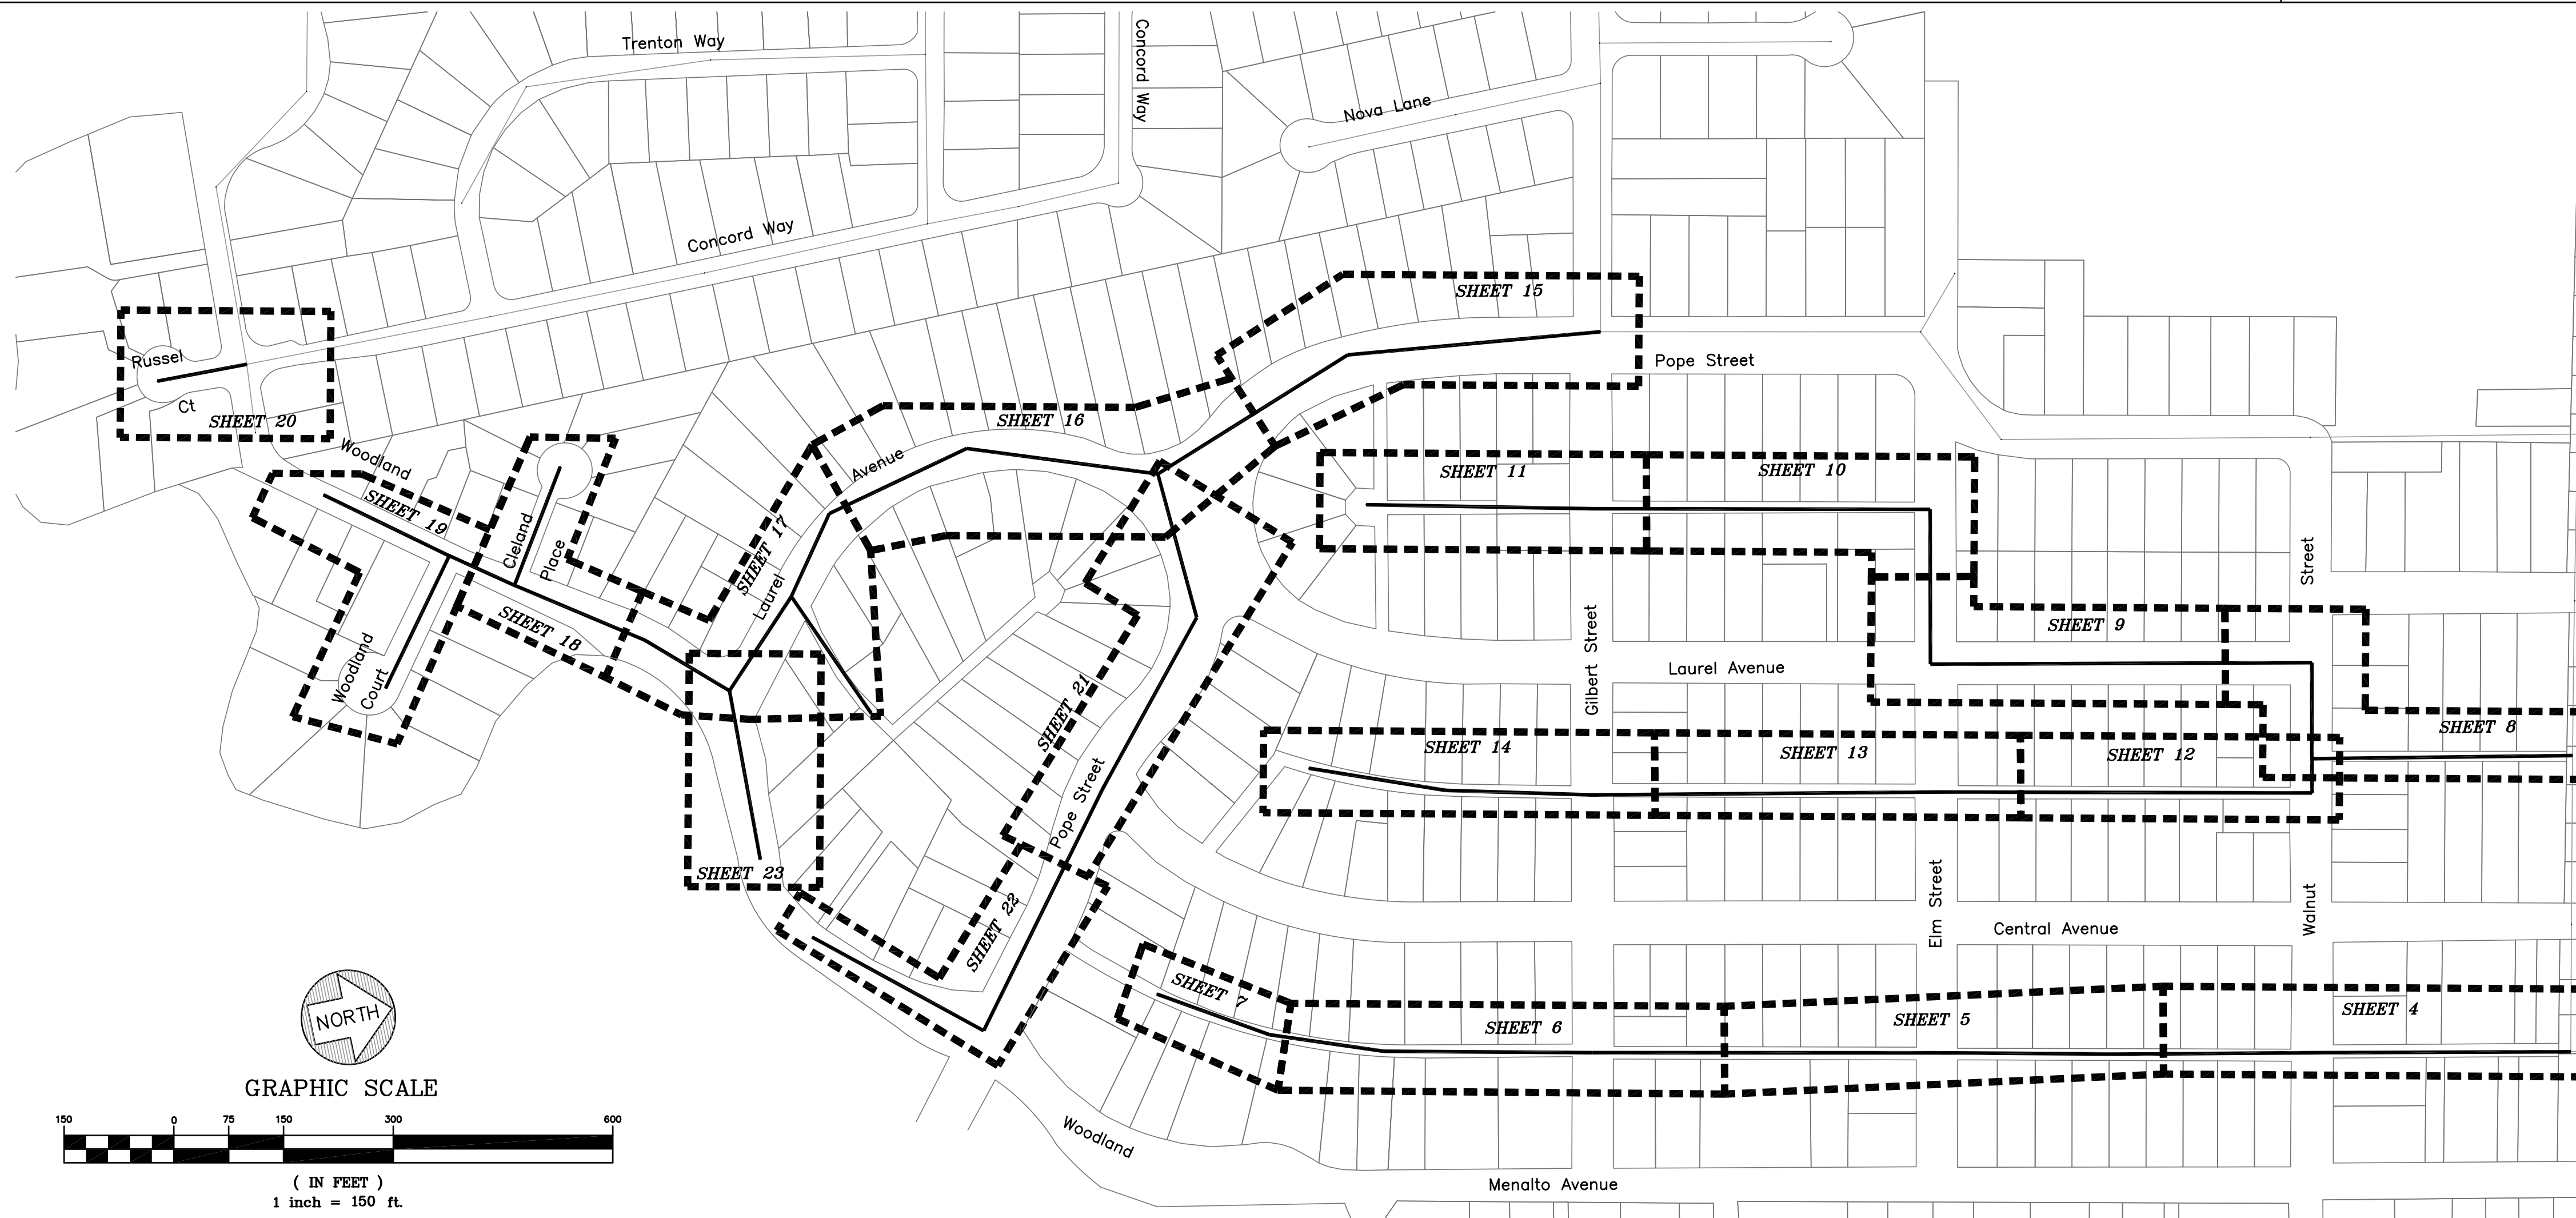 Trenton Way
Concord Way
Nova Lane
Concord Way
SHEET 15
Russel
Ct
SHEET 20
Pope Street
SHEET 16
Avenue
Woodland
SHEET 19
SHEET 11
SHEET 10
Cleland
Place
SHEET 17
Laurel
SHEET 18
Street
SHEET 9
Gilbert Street
Laurel Avenue
Woodland
Court
SHEET 21
SHEET 8
SHEET 14
SHEET 13
SHEET 12
Pope Street
SHEET 23
SHEET 22
Elm Street
Walnut
Central Avenue
SHEET 7
SHEET 6
SHEET 5
SHEET 4
NORTH
GRAPHIC SCALE
150 0 75 150 300 600
( IN FEET )
1 inch = 150 ft.
Woodland
Menalto Avenue